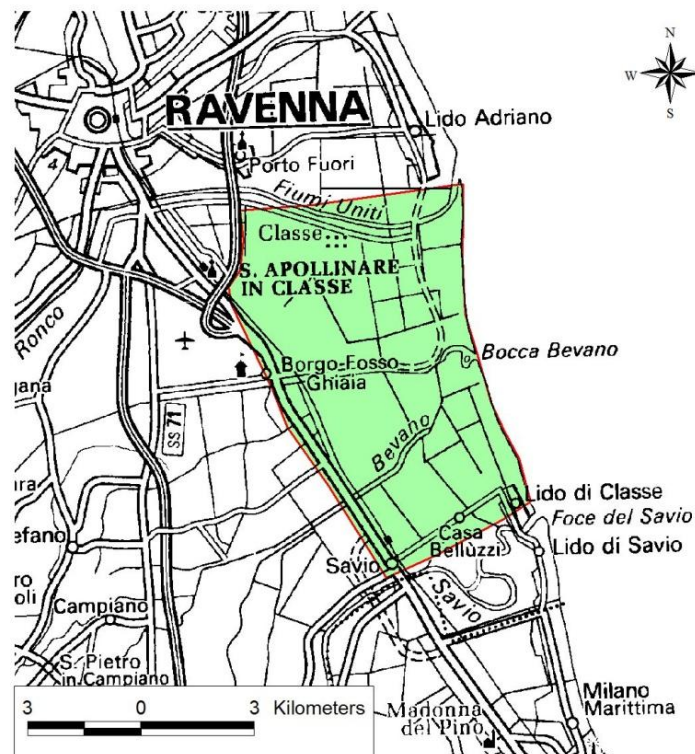 N
W E
S
RAVENNA
Lido Adriano
4
Porto Fuori
Fiumi Uniti
Classe
S. APOLLINARE
IN CLASSE
Ronco
Bocca Bevano
Borgo-Fosso
Ghiaia
SS 71
Bevano
Lido di Classe
Foce del Savio
Casa
Belluzzi
Lido di Savio
Savio
Savio
Campiano
S. Pietro
in Campiano
Milano
Marittima
Madonna
del Pino
3 0 3 Kilometers